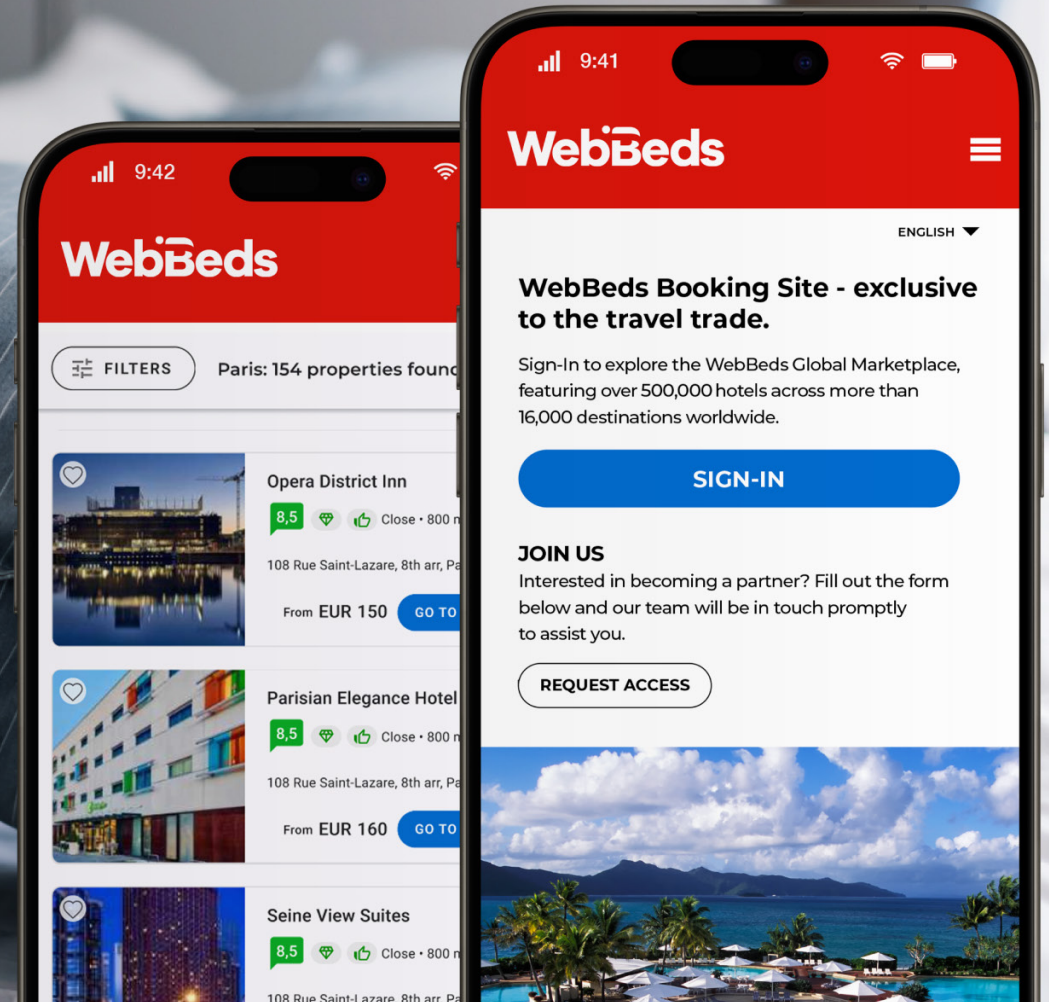 9:42
WebBeds
FILTERS
Paris: 154 properties found
Opera District Inn
8,5 Close • 800
108 Rue Saint-Lazare, 8th arr,
From EUR 150 GO TO
Parisian Elegance Hotel
8,5 Close • 800
108 Rue Saint-Lazare, 8th arr,
From EUR 160 GO TO
Seine View Suites
8,5 Close • 800
108 Rue Saint-Lazare, 8th arr,
9:41
WebBeds
ENGLISH
WebBeds Booking Site - exclusive
to the travel trade.
Sign-In to explore the WebBeds Global Marketplace,
featuring over 500,000 hotels across more than
16,000 destinations worldwide.
SIGN-IN
JOIN US
Interested in becoming a partner? Fill out the form
below and our team will be in touch promptly
to assist you.
REQUEST ACCESS